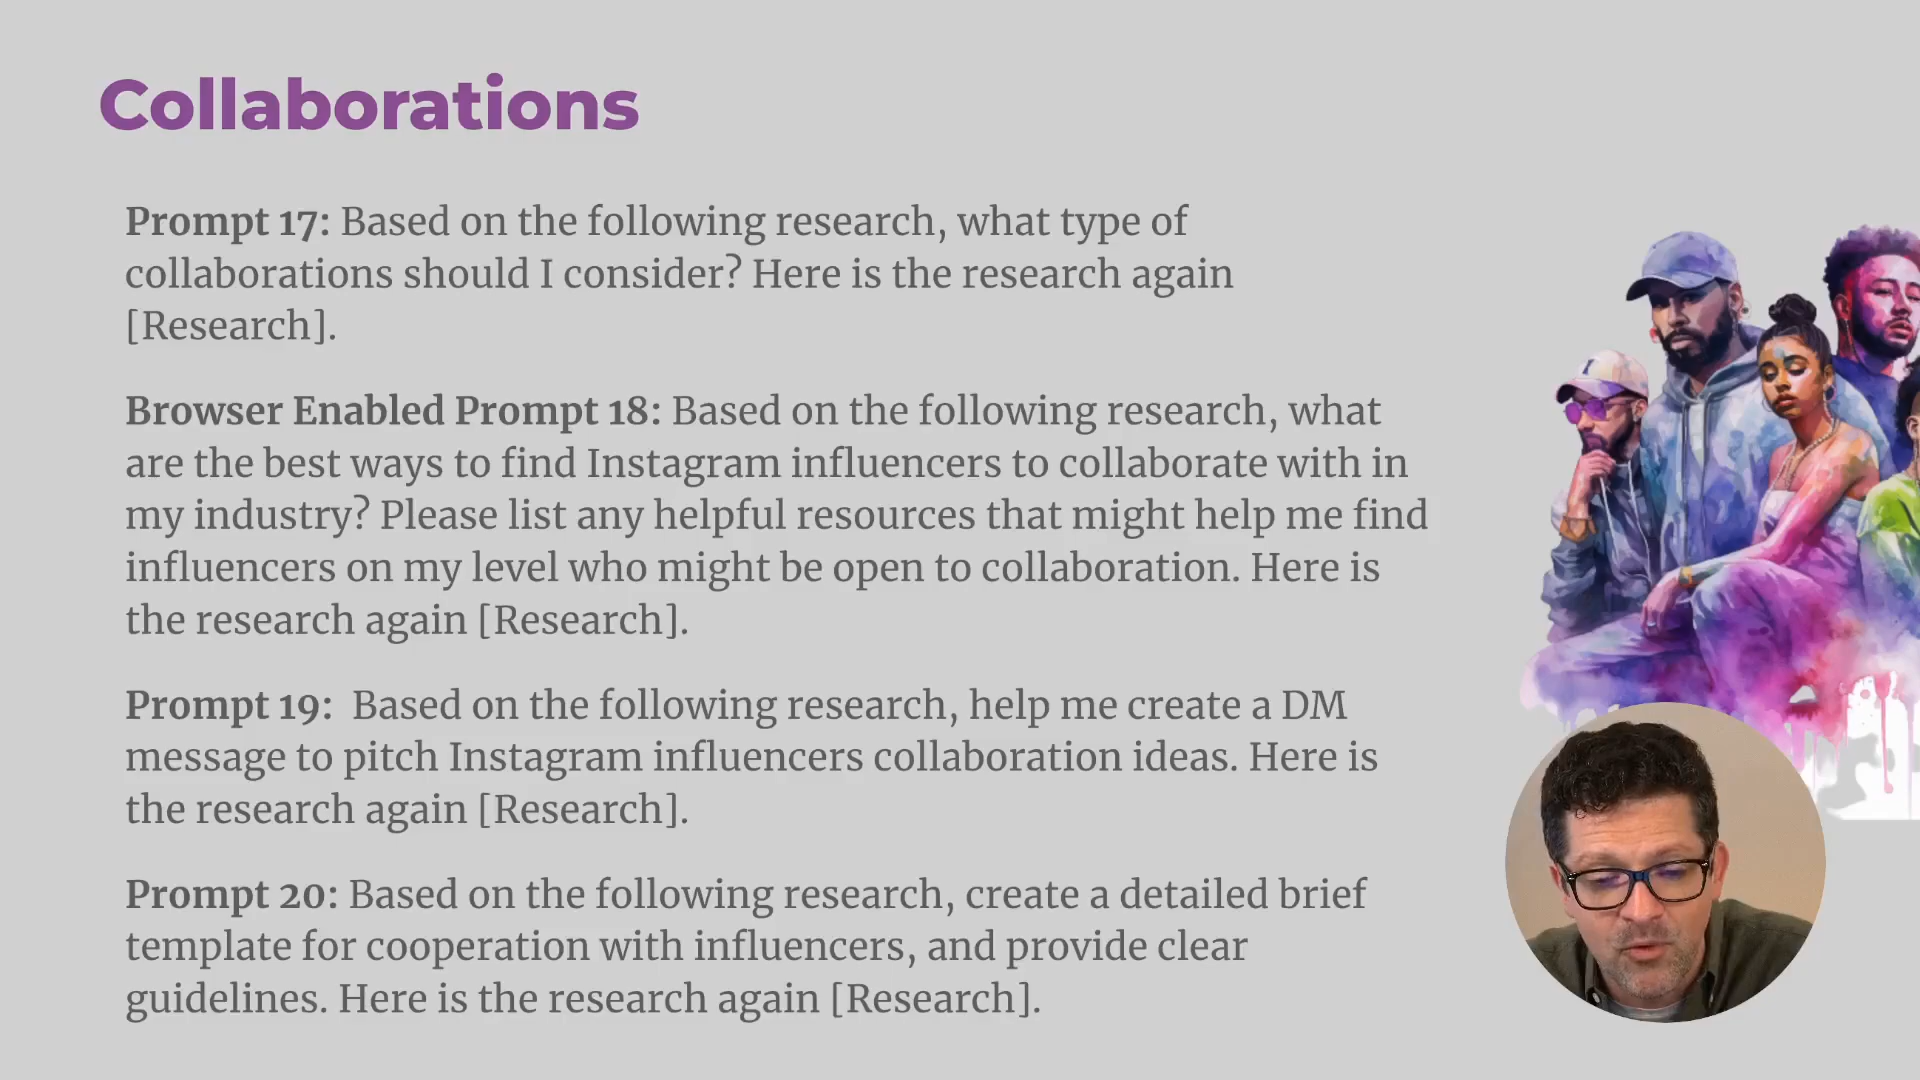 Collaborations
Prompt 17: Based on the following research, what type of
collaborations should I consider? Here is the research again
[Research].
Browser Enabled Prompt 18: Based on the following research, what
are the best ways to find Instagram influencers to collaborate with in
my industry? Please list any helpful resources that might help me find
influencers on my level who might be open to collaboration. Here is
the research again [Research].
Prompt 19:  Based on the following research, help me create a DM
message to pitch Instagram influencers collaboration ideas. Here is
the research again [Research].
Prompt 20: Based on the following research, create a detailed brief
template for cooperation with influencers, and provide clear
guidelines. Here is the research again [Research].